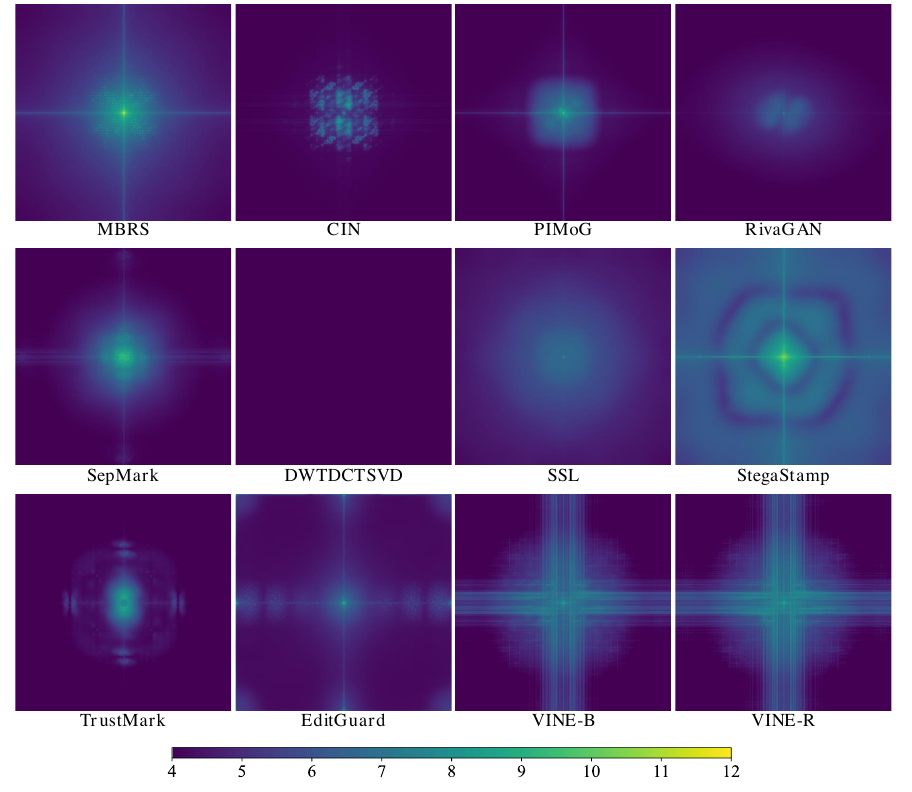 MBRS CIN PIMoG RivaGAN
SepMark DWTDCTSVD SSL StegaStamp
TrustMark EditGuard VINE-B VINE-R
4 5 6 7 8 9 10 11 12